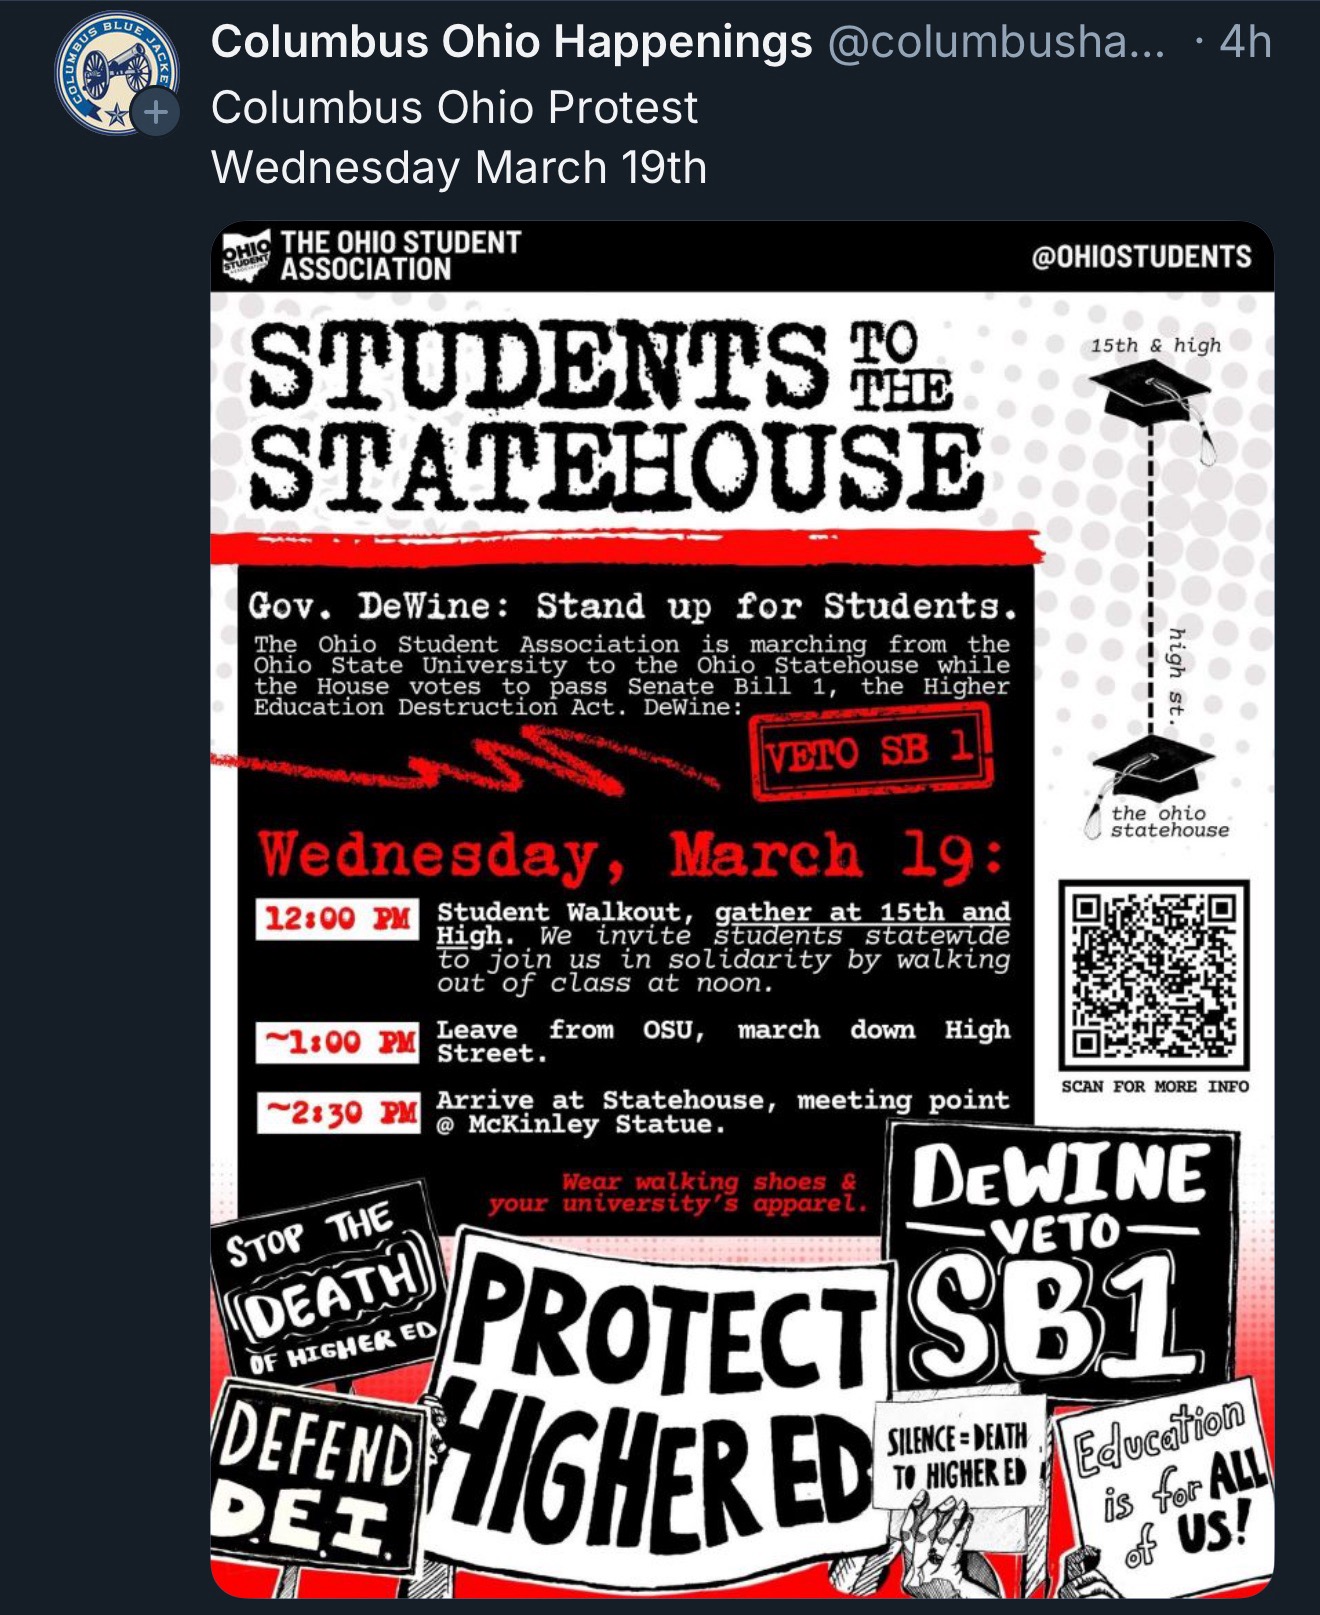 Columbus Ohio Happenings @columbusha... · 4h
Columbus Ohio Protest
Wednesday March 19th
COLUMBUS BLUE JACKE
OHIO
STUDENT
THE OHIO STUDENT
ASSOCIATION
@OHIOSTUDENTS
STUDENTS TO THE
STATEHOUSE
15th & high
high st.
the ohio
statehouse
Gov. DeWine: Stand up for Students.
The Ohio Student Association is marching from the
Ohio State University to the Ohio Statehouse while
the House votes to pass Senate Bill 1, the Higher
Education Destruction Act. DeWine:
VETO SB 1
Wednesday, March 19:
12:00 PM
Student Walkout, gather at 15th and
High. We invite students statewide
to join us in solidarity by walking
out of class at noon.
~1:00 PM
Leave from OSU, march down High
Street.
~2:30 PM
Arrive at Statehouse, meeting point
@ McKinley Statue.
SCAN FOR MORE INFO
Wear walking shoes &
your university's apparel.
STOP THE
DEATH
OF HIGHER ED
DEFEND
D.E.I.
PROTECT
HIGHER ED
DEWINE
VETO
SB1
SILENCE = DEATH
TO HIGHER ED
Education
is for ALL
of US!